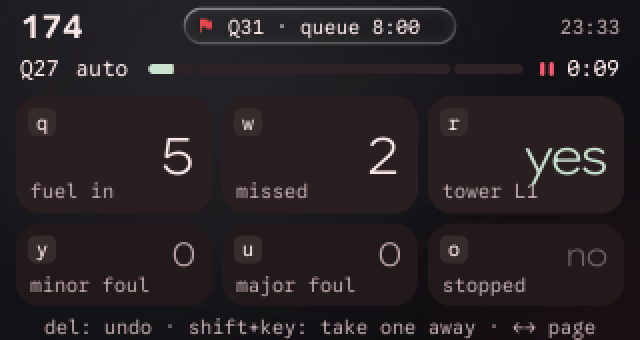 174 Q31 · queue 8:00 23:33
Q27 auto 0:09
q w r
5 2 yes
fuel in missed tower L1
y u o
0 0 no
minor foul major foul stopped
del: undo · shift+key: take one away · ↔ page